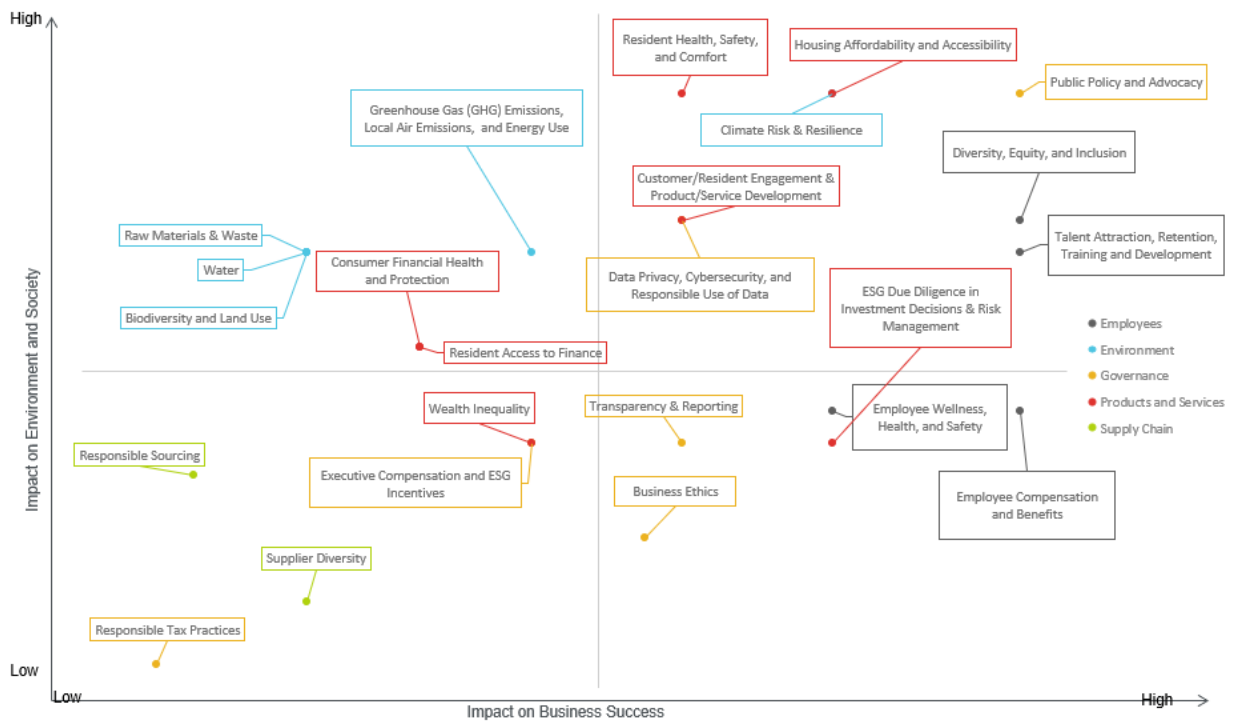 High
Resident Health, Safety,
and Comfort
Housing Affordability and Accessibility
Public Policy and Advocacy
Greenhouse Gas (GHG) Emissions,
Local Air Emissions, and Energy Use
Climate Risk & Resilience
Diversity, Equity, and Inclusion
Customer/Resident Engagement &
Product/Service Development
Raw Materials & Waste
Water
Biodiversity and Land Use
Consumer Financial Health
and Protection
Data Privacy, Cybersecurity, and
Responsible Use of Data
Talent Attraction, Retention,
Training and Development
ESG Due Diligence in
Investment Decisions & Risk
Management
Resident Access to Finance
Employees
Environment
Governance
Products and Services
Supply Chain
Impact on Environment and Society
Wealth Inequality
Transparency & Reporting
Employee Wellness,
Health, and Safety
Responsible Sourcing
Executive Compensation and ESG
Incentives
Business Ethics
Employee Compensation
and Benefits
Supplier Diversity
Responsible Tax Practices
Low
Low
High
Impact on Business Success